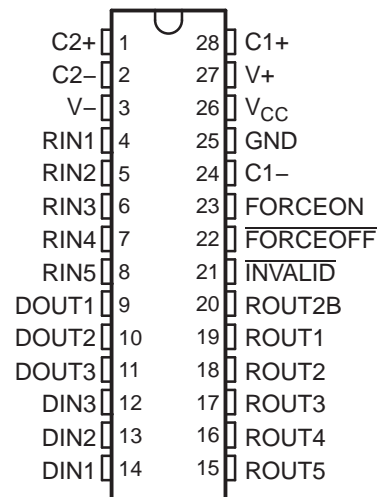 C2+ 1 28 C1+
C2− 2 27 V+
V− 3 26 VCC
RIN1 4 25 GND
RIN2 5 24 C1−
RIN3 6 23 FORCEON
RIN4 7 22 FORCEOFF
RIN5 8 21 INVALID
DOUT1 9 20 ROUT2B
DOUT2 10 19 ROUT1
DOUT3 11 18 ROUT2
DIN3 12 17 ROUT3
DIN2 13 16 ROUT4
DIN1 14 15 ROUT5